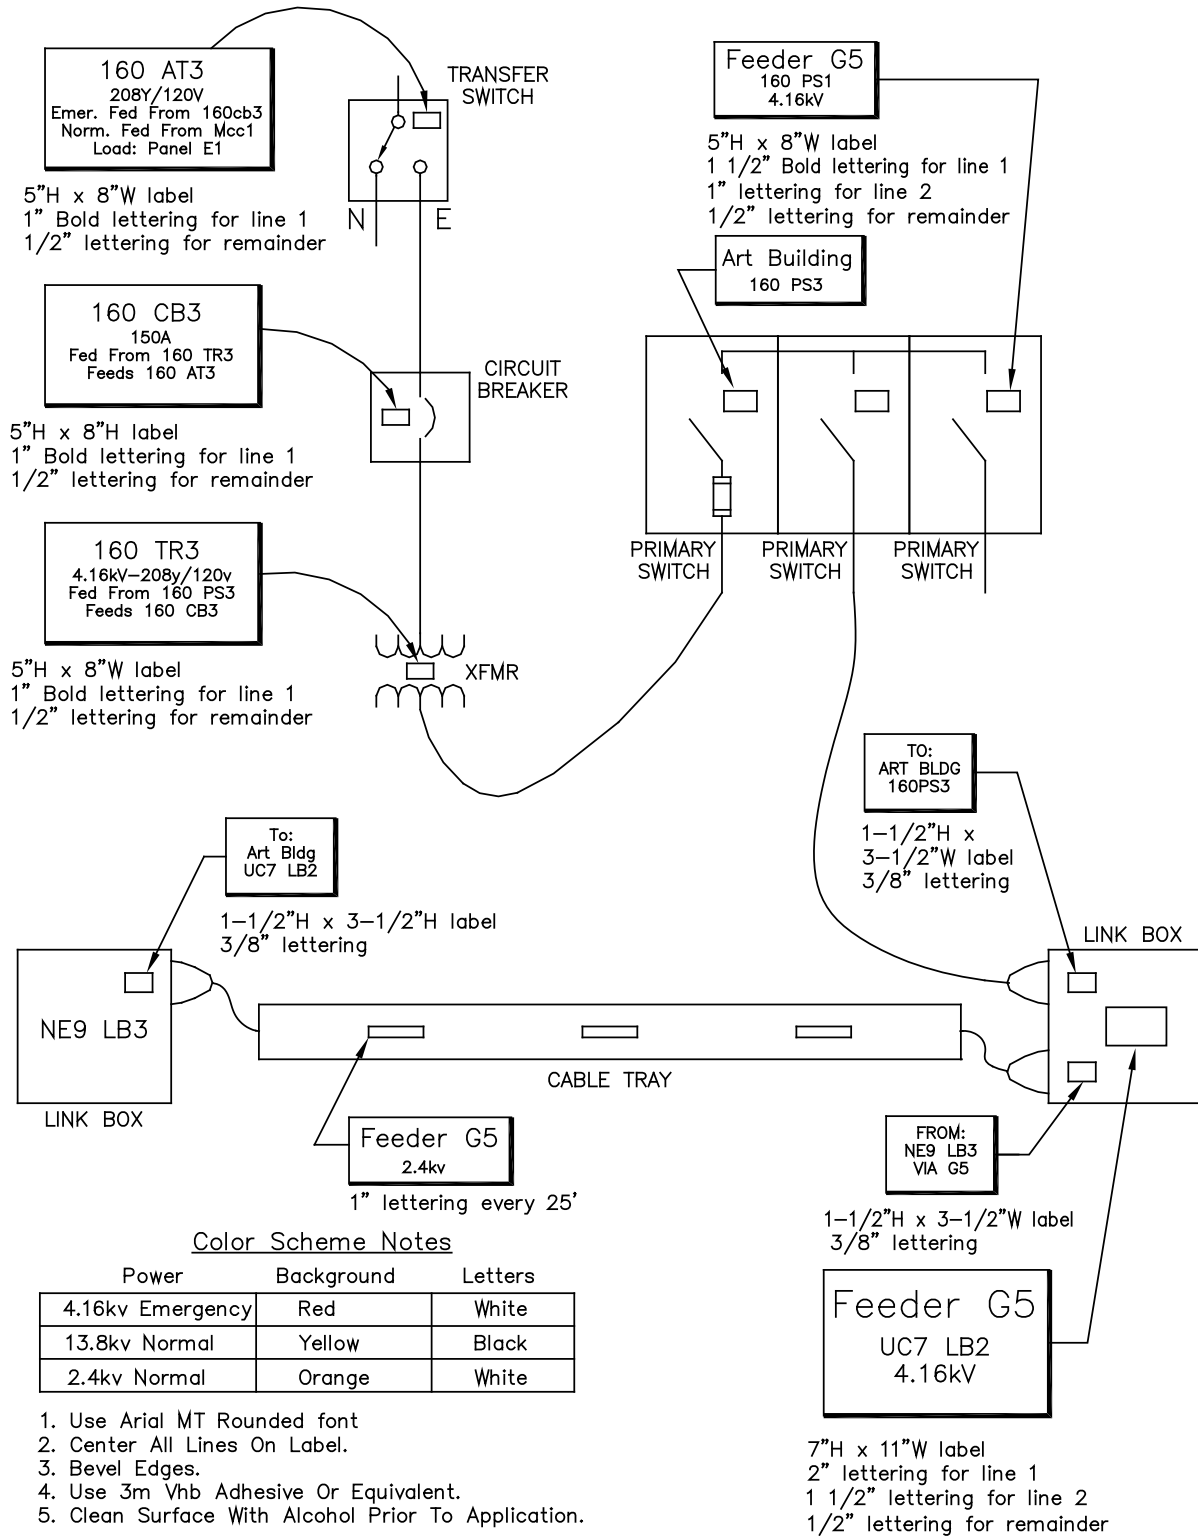 160 AT3
208Y/120V
Emer. Fed From 160cb3
Norm. Fed From Mcc1
Load: Panel E1
5"H x 8"W label
1" Bold lettering for line 1
1/2" lettering for remainder
TRANSFER
SWITCH
N
E
160 CB3
150A
Fed From 160 TR3
Feeds 160 AT3
5"H x 8"H label
1" Bold lettering for line 1
1/2" lettering for remainder
CIRCUIT
BREAKER
160 TR3
4.16kV-208y/120v
Fed From 160 PS3
Feeds 160 CB3
5"H x 8"W label
1" Bold lettering for line 1
1/2" lettering for remainder
XFMR
Feeder G5
160 PS1
4.16kV
5"H x 8"W label
1 1/2" Bold lettering for line 1
1" lettering for line 2
1/2" lettering for remainder
Art Building
160 PS3
PRIMARY
SWITCH
PRIMARY
SWITCH
PRIMARY
SWITCH
TO:
ART BLDG
160PS3
1-1/2"H x
3-1/2"W label
3/8" lettering
To:
Art Bldg
UC7 LB2
1-1/2"H x 3-1/2"H label
3/8" lettering
NE9 LB3
LINK BOX
CABLE TRAY
LINK BOX
Feeder G5
2.4kv
1" lettering every 25'
FROM:
NE9 LB3
VIA G5
1-1/2"H x 3-1/2"W label
3/8" lettering
Feeder G5
UC7 LB2
4.16kV
7"H x 11"W label
2" lettering for line 1
1 1/2" lettering for line 2
1/2" lettering for remainder
Color Scheme Notes
Power Background Letters
4.16kv Emergency Red White
13.8kv Normal Yellow Black
2.4kv Normal Orange White
1. Use Arial MT Rounded font
2. Center All Lines On Label.
3. Bevel Edges.
4. Use 3m Vhb Adhesive Or Equivalent.
5. Clean Surface With Alcohol Prior To Application.